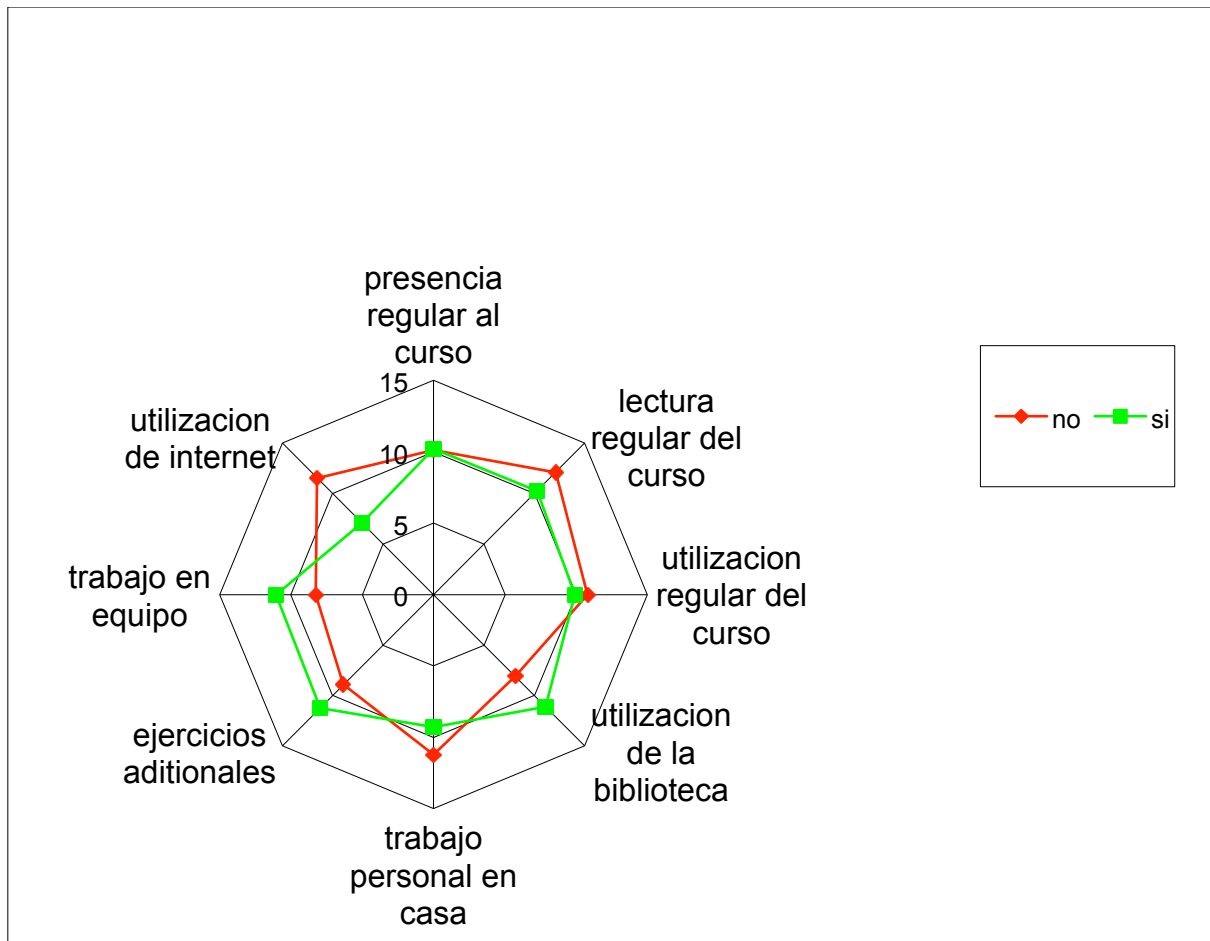 presencia
regular al
curso
15
10
5
0
lectura
regular del
curso
utilizacion
regular del
curso
utilizacion
de la
biblioteca
trabajo
personal en
casa
ejercicios
aditionales
trabajo en
equipo
utilizacion
de internet
no si